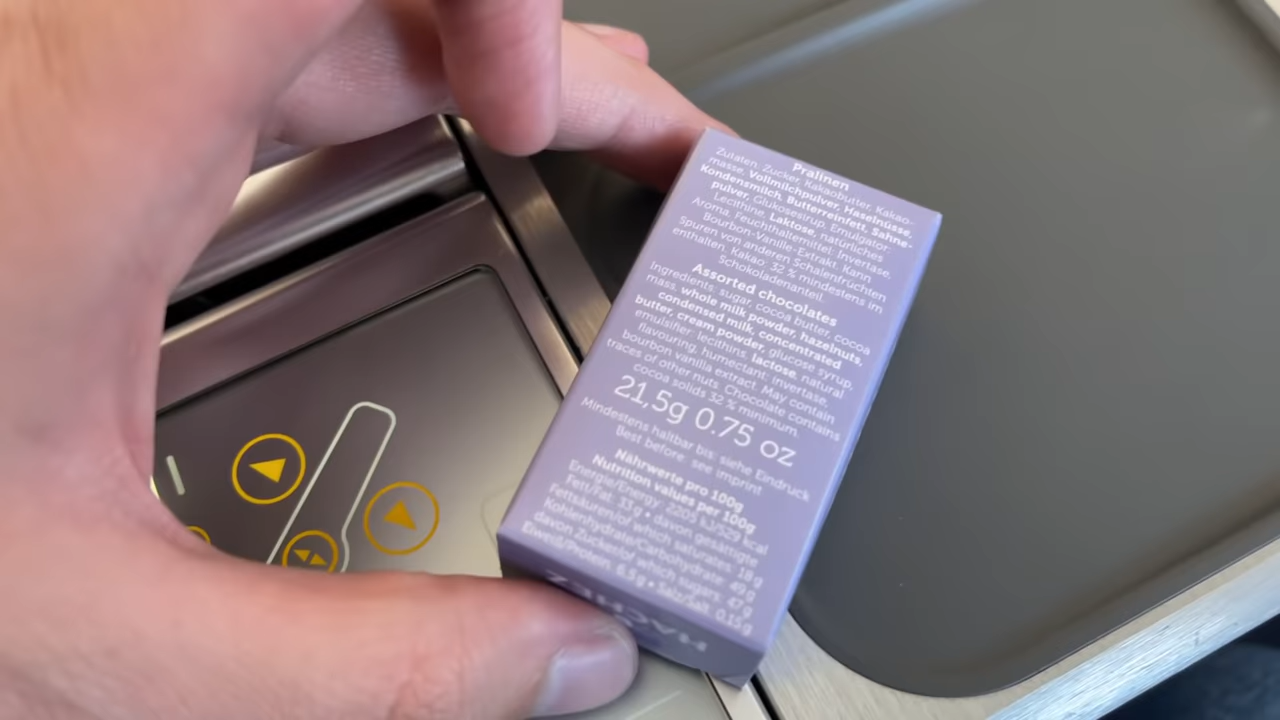 Pralinen
Zutaten: Zucker, Kakaobutter, Kakao-
masse, Vollmilchpulver, Haselnüsse,
Kondensmilch, Butterreinfett, Sahne-
pulver, Glukosesirup, Emulgator
Lecithine, Laktose, natürliches
Aroma, Feuchthaltemittel Invertase,
Bourbon-Vanille-Extrakt. Kann
Spuren von anderen Schalenfrüchten
enthalten. Kakao: 32 % mindestens im
Schokoladenanteil.
Assorted chocolates
Ingredients: sugar, cocoa butter, cocoa
mass, whole milk powder, hazelnuts,
condensed milk, concentrated
butter, cream powder, glucose syrup,
emulsifier: lecithins, lactose, natural
flavouring, humectant: invertase,
bourbon vanilla extract. May contain
traces of other nuts. Chocolate contains
cocoa solids 32 % minimum.
21,5g 0.75 oz
Mindestens haltbar bis: siehe Eindruck
Best before: see imprint
Nährwerte pro 100g
Nutrition values per 100g
Energie/Energy: 2205 kJ/529 kcal
Fett/Fat: 33 g • davon gesättigte
Fettsäuren/of which saturates: 18 g
Kohlenhydrate/Carbohydrate: 49 g
davon Zucker/of which sugars: 47 g
Eiweiß/Protein: 6,5 g • Salz/Salt: 0,15 g
HACHEZ